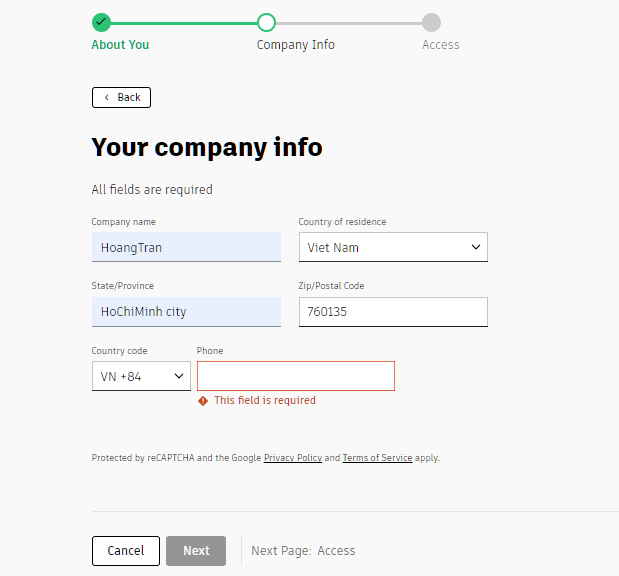 About You Company Info Access
Back
Your company info
All fields are required
Company name Country of residence
HoangTran Viet Nam
State/Province Zip/Postal Code
HoChiMinh city 760135
Country code Phone
VN +84
This field is required
Protected by reCAPTCHA and the Google Privacy Policy and Terms of Service apply.
Cancel Next Next Page: Access